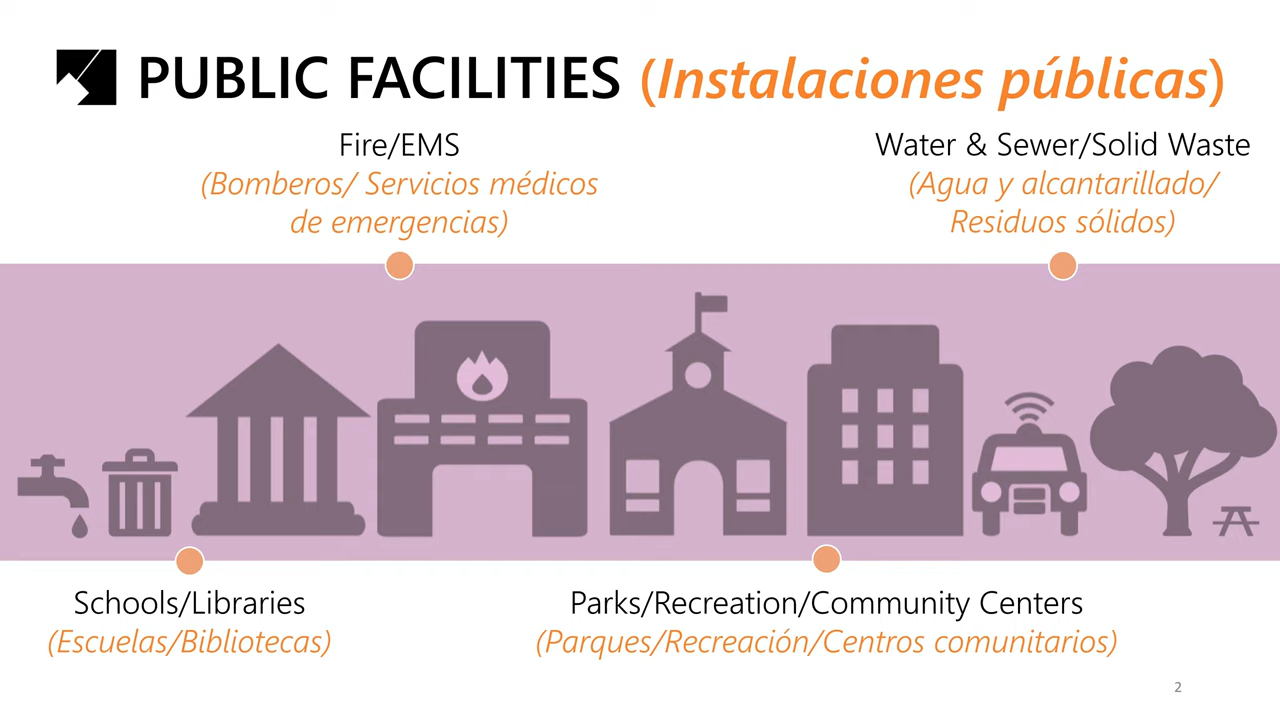 PUBLIC FACILITIES (Instalaciones públicas)
Fire/EMS
(Bomberos/ Servicios médicos
de emergencias)
Water & Sewer/Solid Waste
(Agua y alcantarillado/
Residuos sólidos)
Schools/Libraries
(Escuelas/Bibliotecas)
Parks/Recreation/Community Centers
(Parques/Recreación/Centros comunitarios)
2